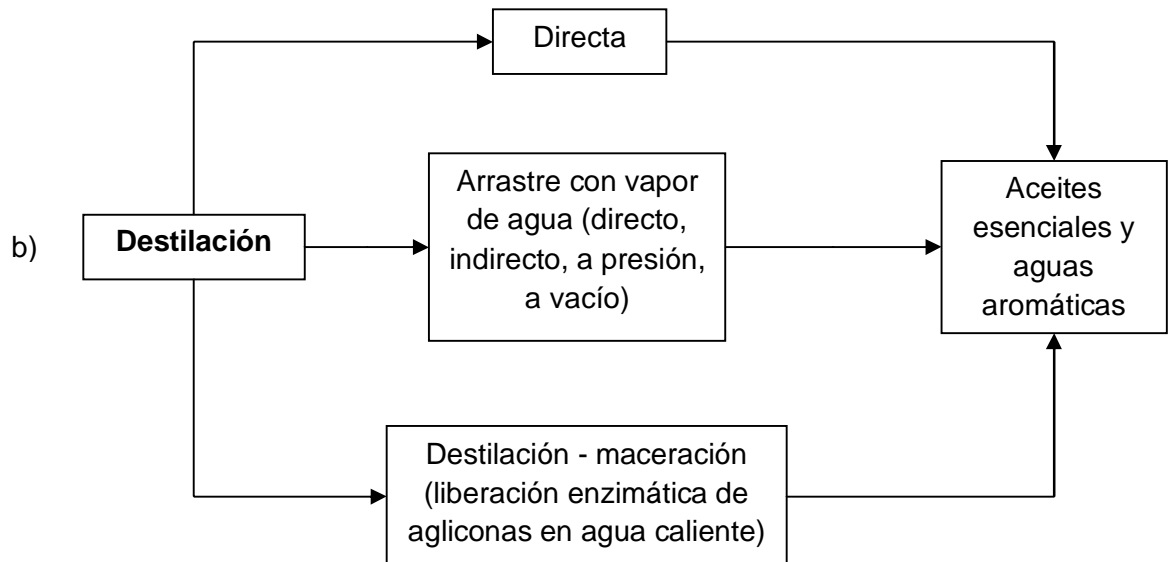 Directa
b)
Destilación
Arrastre con vapor
de agua (directo,
indirecto, a presión,
a vacío)
Aceites
esenciales y
aguas
aromáticas
Destilación - maceración
(liberación enzimática de
agliconas en agua caliente)